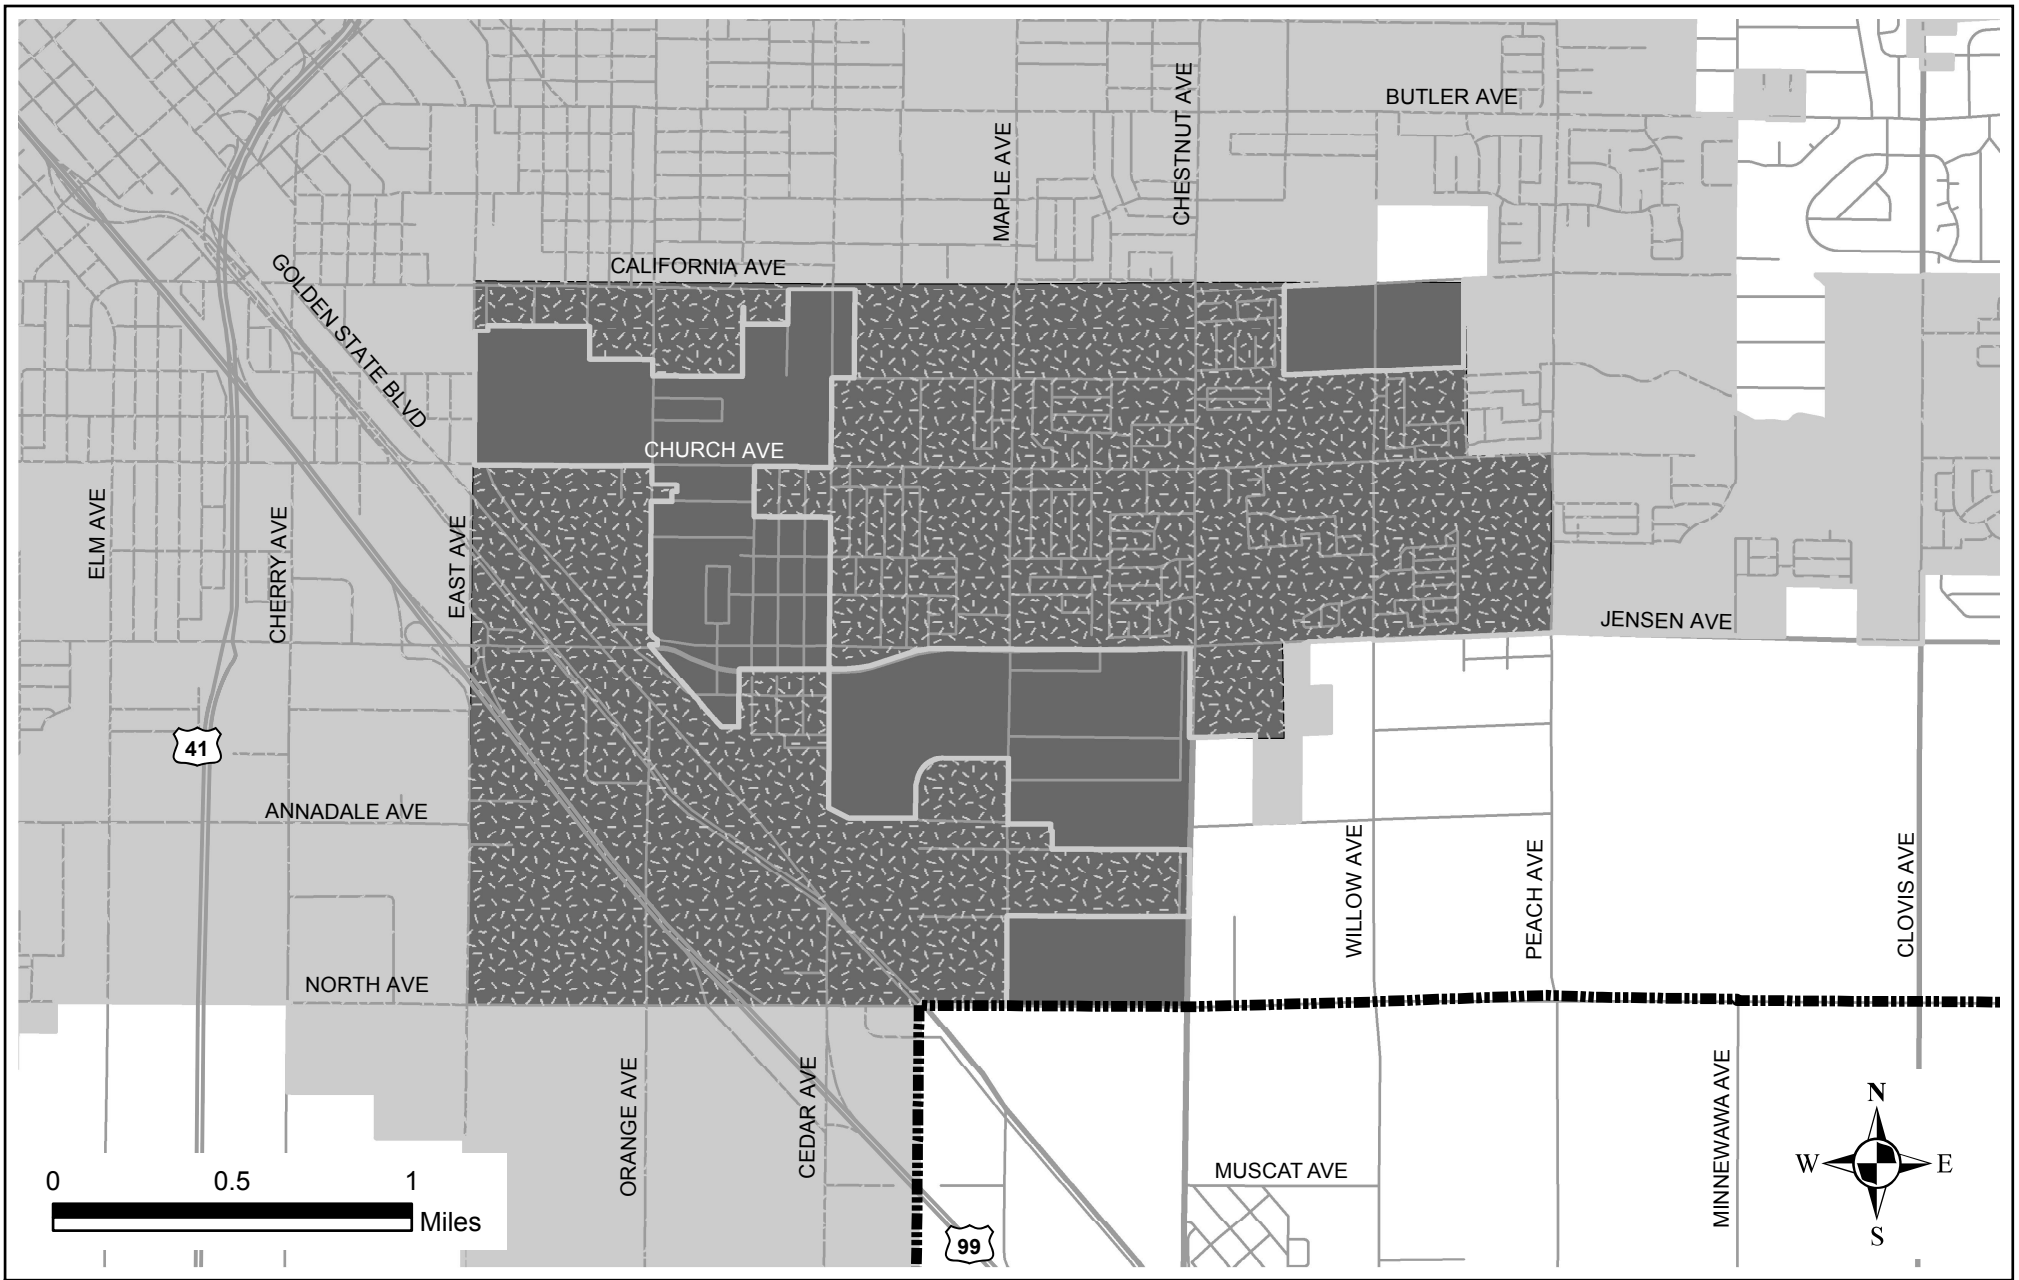 BUTLER AVE
CHESTNUT AVE
MAPLE AVE
CALIFORNIA AVE
GOLDEN STATE BLVD
CHURCH AVE
ELM AVE
CHERRY AVE
EAST AVE
JENSEN AVE
41
ANNADALE AVE
WILLOW AVE
PEACH AVE
CLOVIS AVE
NORTH AVE
ORANGE AVE
CEDAR AVE
MINNEWAWA AVE
MUSCAT AVE
99
0 0.5 1
Miles
N
W E
S